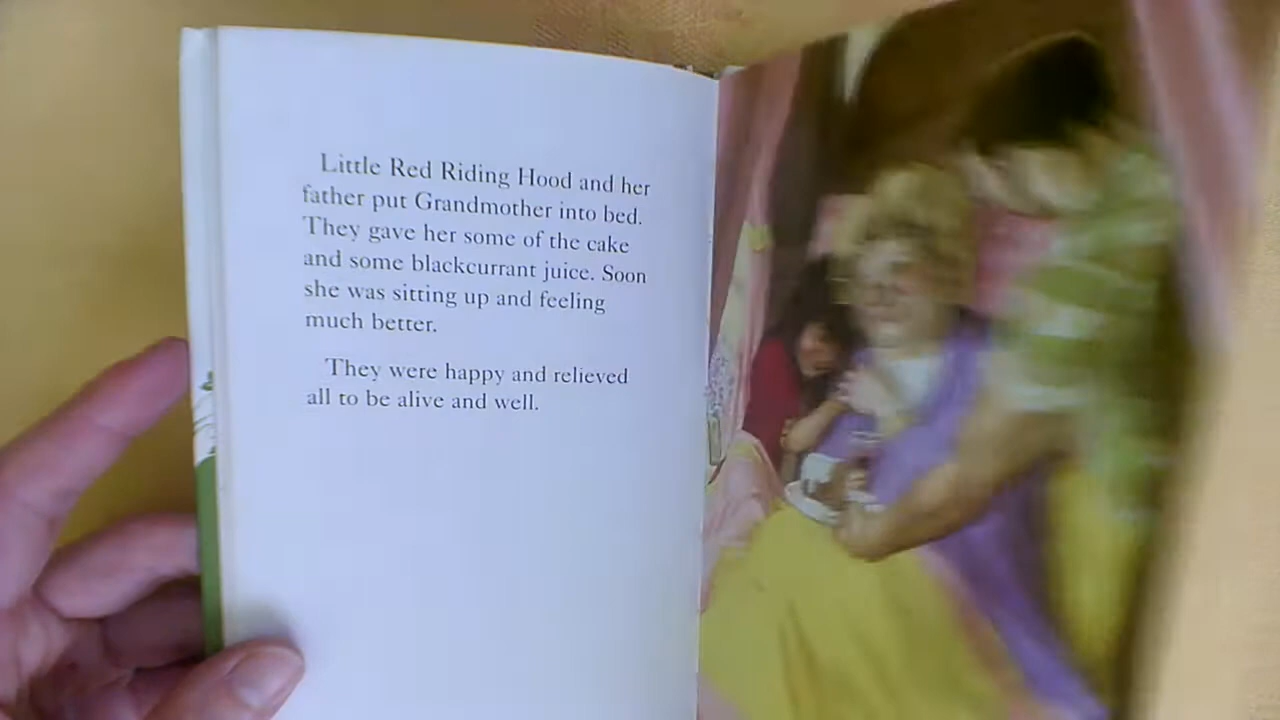 Little Red Riding Hood and her
father put Grandmother into bed.
They gave her some of the cake
and some blackcurrant juice. Soon
she was sitting up and feeling
much better.
They were happy and relieved
all to be alive and well.